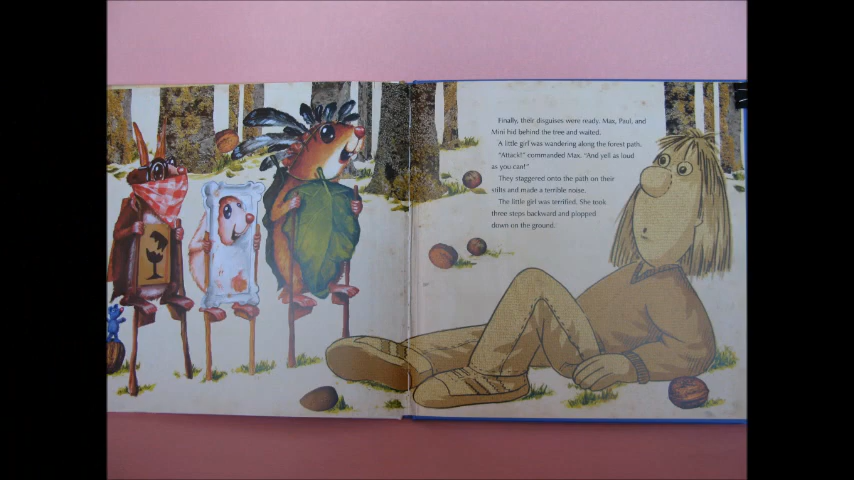 Finally, their disguises were ready. Max, Paul, and
Mini hid behind the tree and waited.
A little girl was wandering along the forest path.
"Attack!" commanded Max. "And yell as loud
as you can!"
They staggered onto the path on their
stilts and made a terrible noise.
The little girl was terrified. She took
three steps backward and plopped
down on the ground.